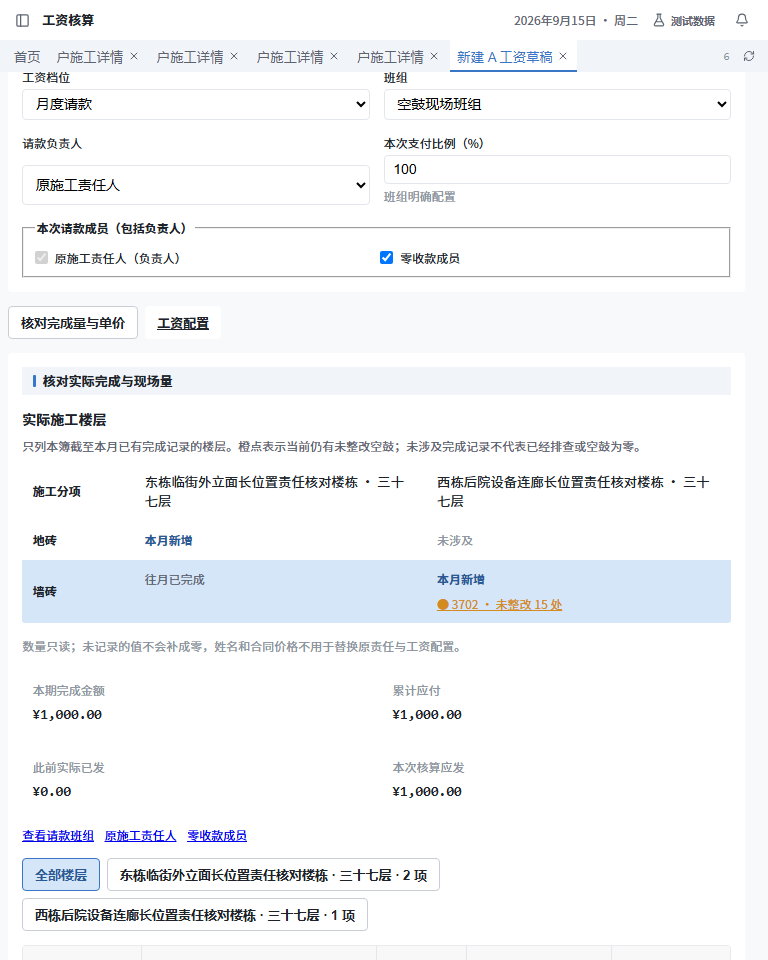 工资核算
2026年9月15日 · 周二
测试数据
首页
户施工详情
户施工详情
户施工详情
户施工详情
新建 A 工资草稿
6
工资档位
班组
月度请款
空鼓现场班组
请款负责人
本次支付比例（%）
原施工责任人
100
班组明确配置
本次请款成员（包括负责人）
原施工责任人（负责人）
零收款成员
核对完成量与单价
工资配置
核对实际完成与现场量
实际施工楼层
只列本簿截至本月已有完成记录的楼层。橙点表示当前仍有未整改空鼓；未涉及完成记录不代表已经排查或空鼓为零。
施工分项
东栋临街外立面长位置责任核对楼栋 · 三十
七层
西栋后院设备连廊长位置责任核对楼栋 · 三十
七层
地砖
本月新增
未涉及
墙砖
往月已完成
本月新增
3702 · 未整改 15 处
数量只读；未记录的值不会补成零，姓名和合同价格不用于替换原责任与工资配置。
本期完成金额
累计应付
¥1,000.00
¥1,000.00
此前实际已发
本次核算应发
¥0.00
¥1,000.00
查看请款班组
原施工责任人
零收款成员
全部楼层
东栋临街外立面长位置责任核对楼栋 · 三十七层 · 2 项
西栋后院设备连廊长位置责任核对楼栋 · 三十七层 · 1 项